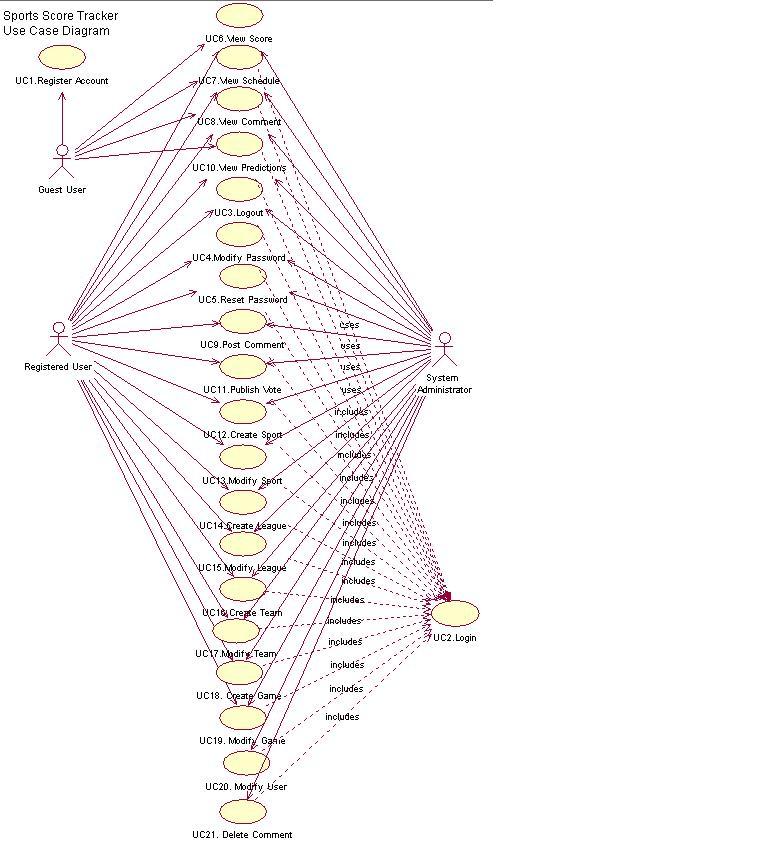 Sports Score Tracker
Use Case Diagram
UC6.View Score
UC1.Register Account
UC7.View Schedule
UC8.View Comment
UC10.View Predictions
Guest User
UC3.Logout
UC4.Modify Password
UC5.Reset Password
uses
UC9.Post Comment
uses
Registered User
uses
System
Administrator
UC11.Publish Vote
uses
includes
UC12.Create Sport
includes
includes
UC13.Modify Sport
includes
includes
UC14.Create League
includes
includes
UC15.Modify League
includes
includes
UC16.Create Team
includes
includes
UC2.Login
UC17.Modify Team
includes
includes
UC18. Create Game
includes
includes
UC19. Modify Game
UC20. Modify User
UC21. Delete Comment